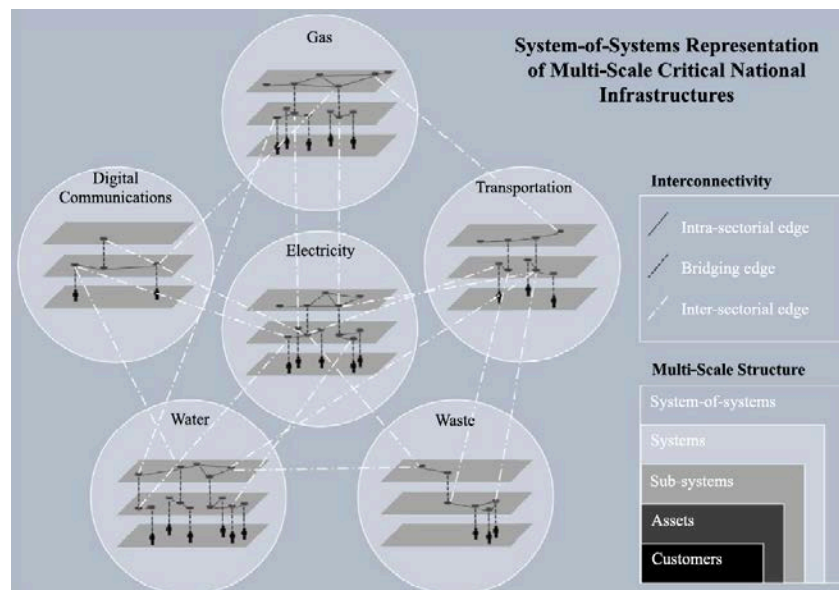 Gas
System-of-Systems Representation
of Multi-Scale Critical National
Infrastructures
Digital
Communications
Transportation
Interconnectivity
Intra-sectorial edge
Electricity
Bridging edge
Inter-sectorial edge
Multi-Scale Structure
System-of-systems
Water
Waste
Systems
Sub-systems
Assets
Customers